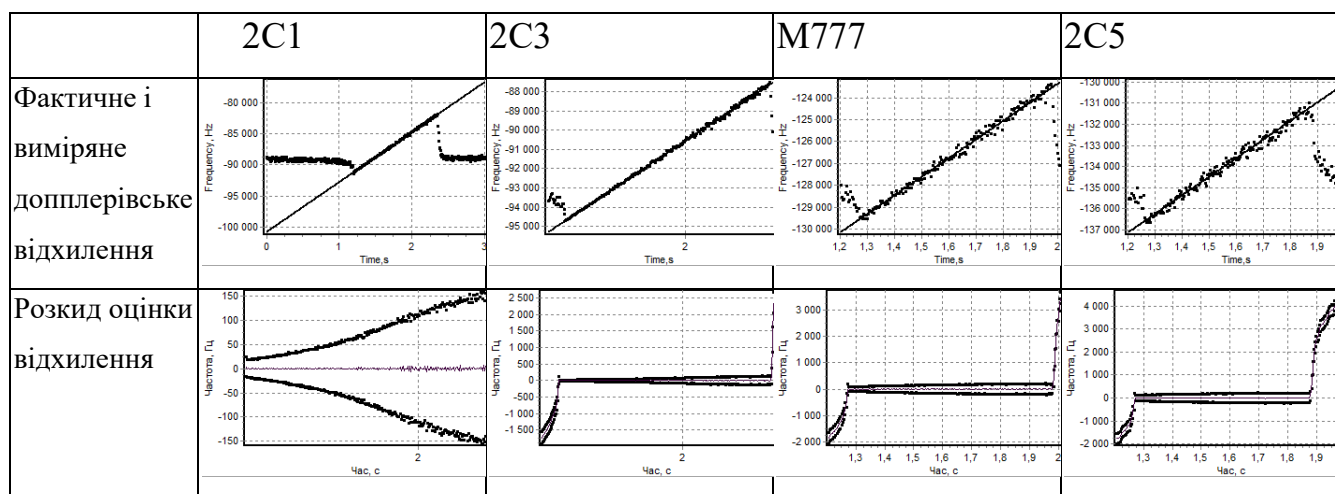 2С1 2С3 М777 2С5
Фактичне і
виміряне
допплерівське
відхилення
Frequency, Hz
-80 000
-85 000
-90 000
-95 000
-100 000
0 1 2 3
Time,s
Frequency, Hz
-88 000
-89 000
-90 000
-91 000
-92 000
-93 000
-94 000
-95 000
2
Time,s
Frequency, Hz
-124 000
-125 000
-126 000
-127 000
-128 000
-129 000
-130 000
1,2 1,3 1,4 1,5 1,6 1,7 1,8 1,9 2
Time,s
Frequency, Hz
-130 000
-131 000
-132 000
-133 000
-134 000
-135 000
-136 000
-137 000
1,2 1,3 1,4 1,5 1,6 1,7 1,8 1,9
Time,s
Розкид оцінки
відхилення
Частота, Гц
150
100
50
0
-50
-100
-150
2
Час, с
Частота, Гц
2 500
2 000
1 500
1 000
500
0
-500
-1 000
-1 500
2
Час, с
Частота, Гц
3 000
2 000
1 000
0
-1 000
-2 000
1,3 1,4 1,5 1,6 1,7 1,8 1,9 2
Час, с
Частота, Гц
4 000
3 000
2 000
1 000
0
-1 000
-2 000
1,3 1,4 1,5 1,6 1,7 1,8 1,9
Час, с